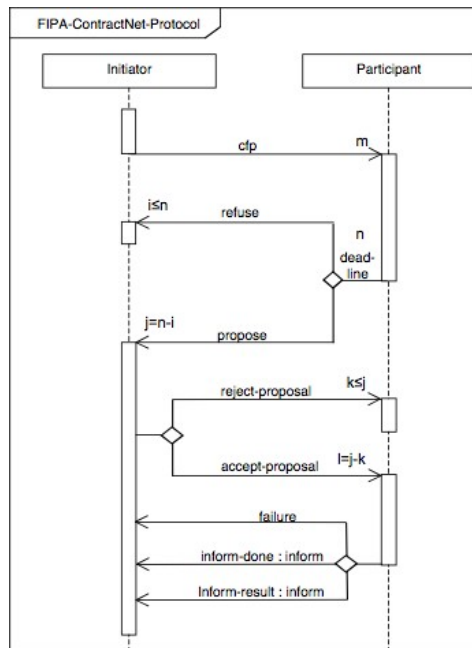 FIPA-ContractNet-Protocol
Initiator
Participant
cfp
m
i≤n
refuse
n
dead-
line
j=n-i
propose
reject-proposal
k≤j
accept-proposal
l=j-k
failure
inform-done : inform
Inform-result : inform